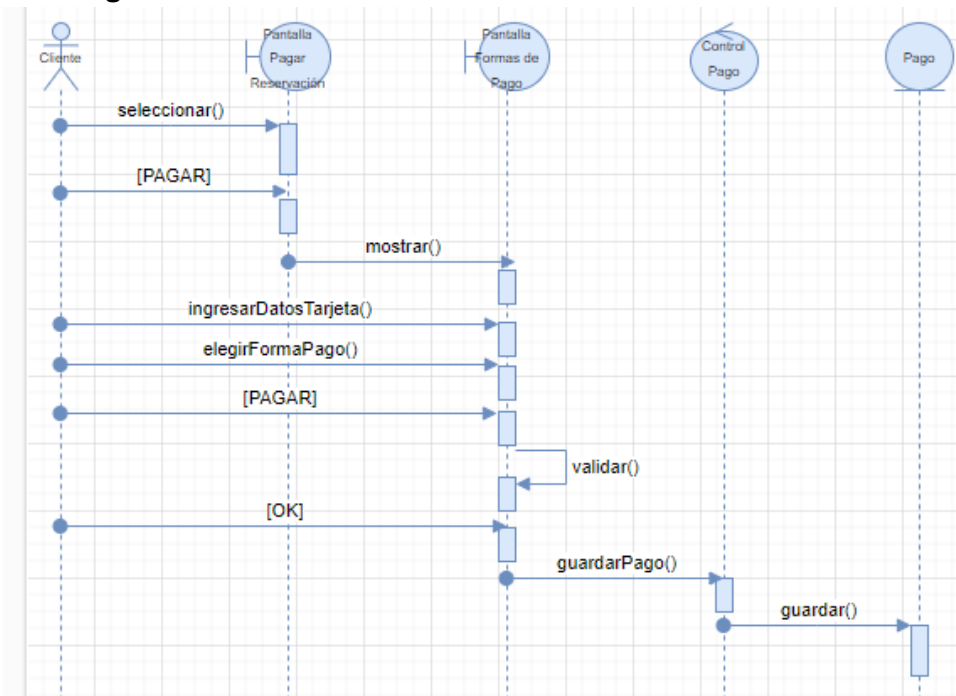 Cliente
Pantalla
Pagar
Reservación
Pantalla
Formas de
Pago
Control
Pago
Pago
seleccionar()
[PAGAR]
mostrar()
ingresarDatosTarjeta()
elegirFormaPago()
[PAGAR]
validar()
[OK]
guardarPago()
guardar()